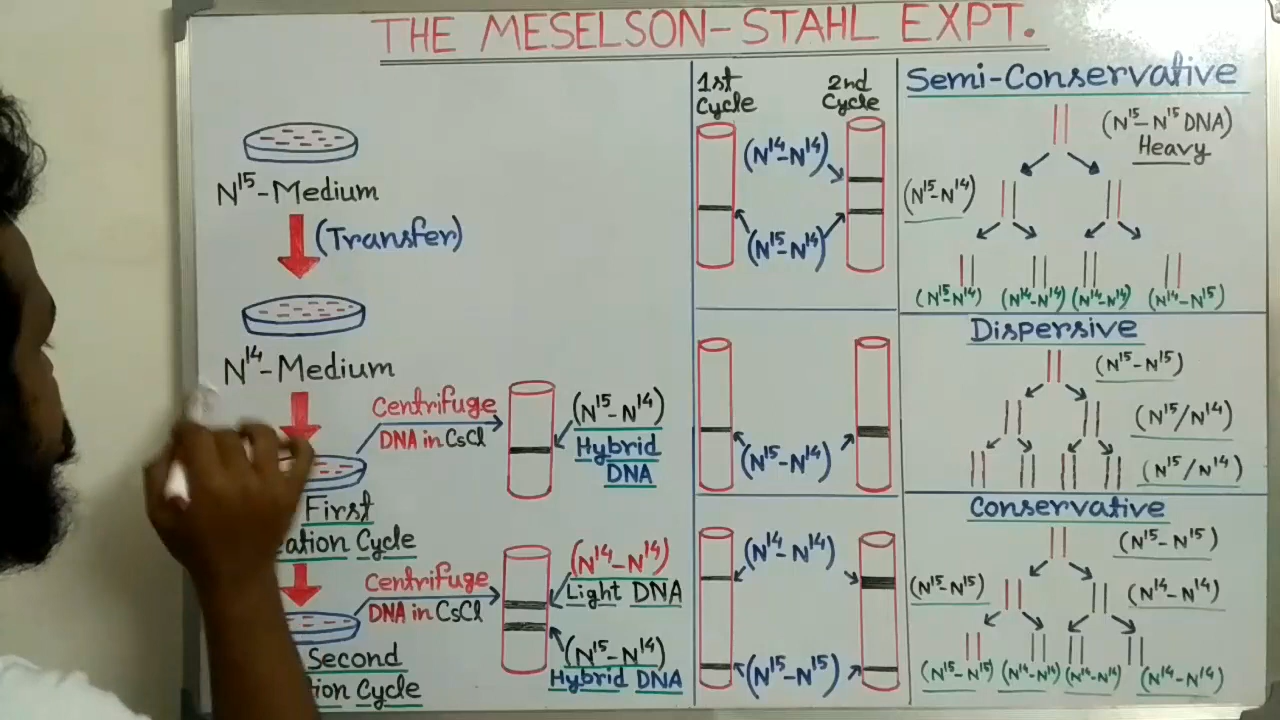 THE MESELSON-STAHL EXPT.
N¹⁵-Medium
(Transfer)
N¹⁴-Medium
Centrifuge
DNA in CsCl
(N¹⁵-N¹⁴)
Hybrid
DNA
First
ation Cycle
Centrifuge
DNA in CsCl
(N¹⁴-N¹⁴)
Light DNA
(N¹⁵-N¹⁴)
Hybrid DNA
Second
tion Cycle
1st
Cycle
2nd
Cycle
(N¹⁴-N¹⁴)
(N¹⁵-N¹⁴)
(N¹⁵-N¹⁴)
(N¹⁴-N¹⁴)
(N¹⁵-N¹⁵)
Semi-Conservative
(N¹⁵-N¹⁵ DNA)
Heavy
(N¹⁵-N¹⁴)
(N¹⁵-N¹⁴) (N¹⁴-N¹⁴) (N¹⁴-N¹⁴) (N¹⁴-N¹⁵)
Dispersive
(N¹⁵-N¹⁵)
(N¹⁵/N¹⁴)
(N¹⁵/N¹⁴)
Conservative
(N¹⁵-N¹⁵)
(N¹⁵-N¹⁵) (N¹⁴-N¹⁴)
(N¹⁵-N¹⁵) (N¹⁴-N¹⁴) (N¹⁴-N¹⁴) (N¹⁴-N¹⁴)